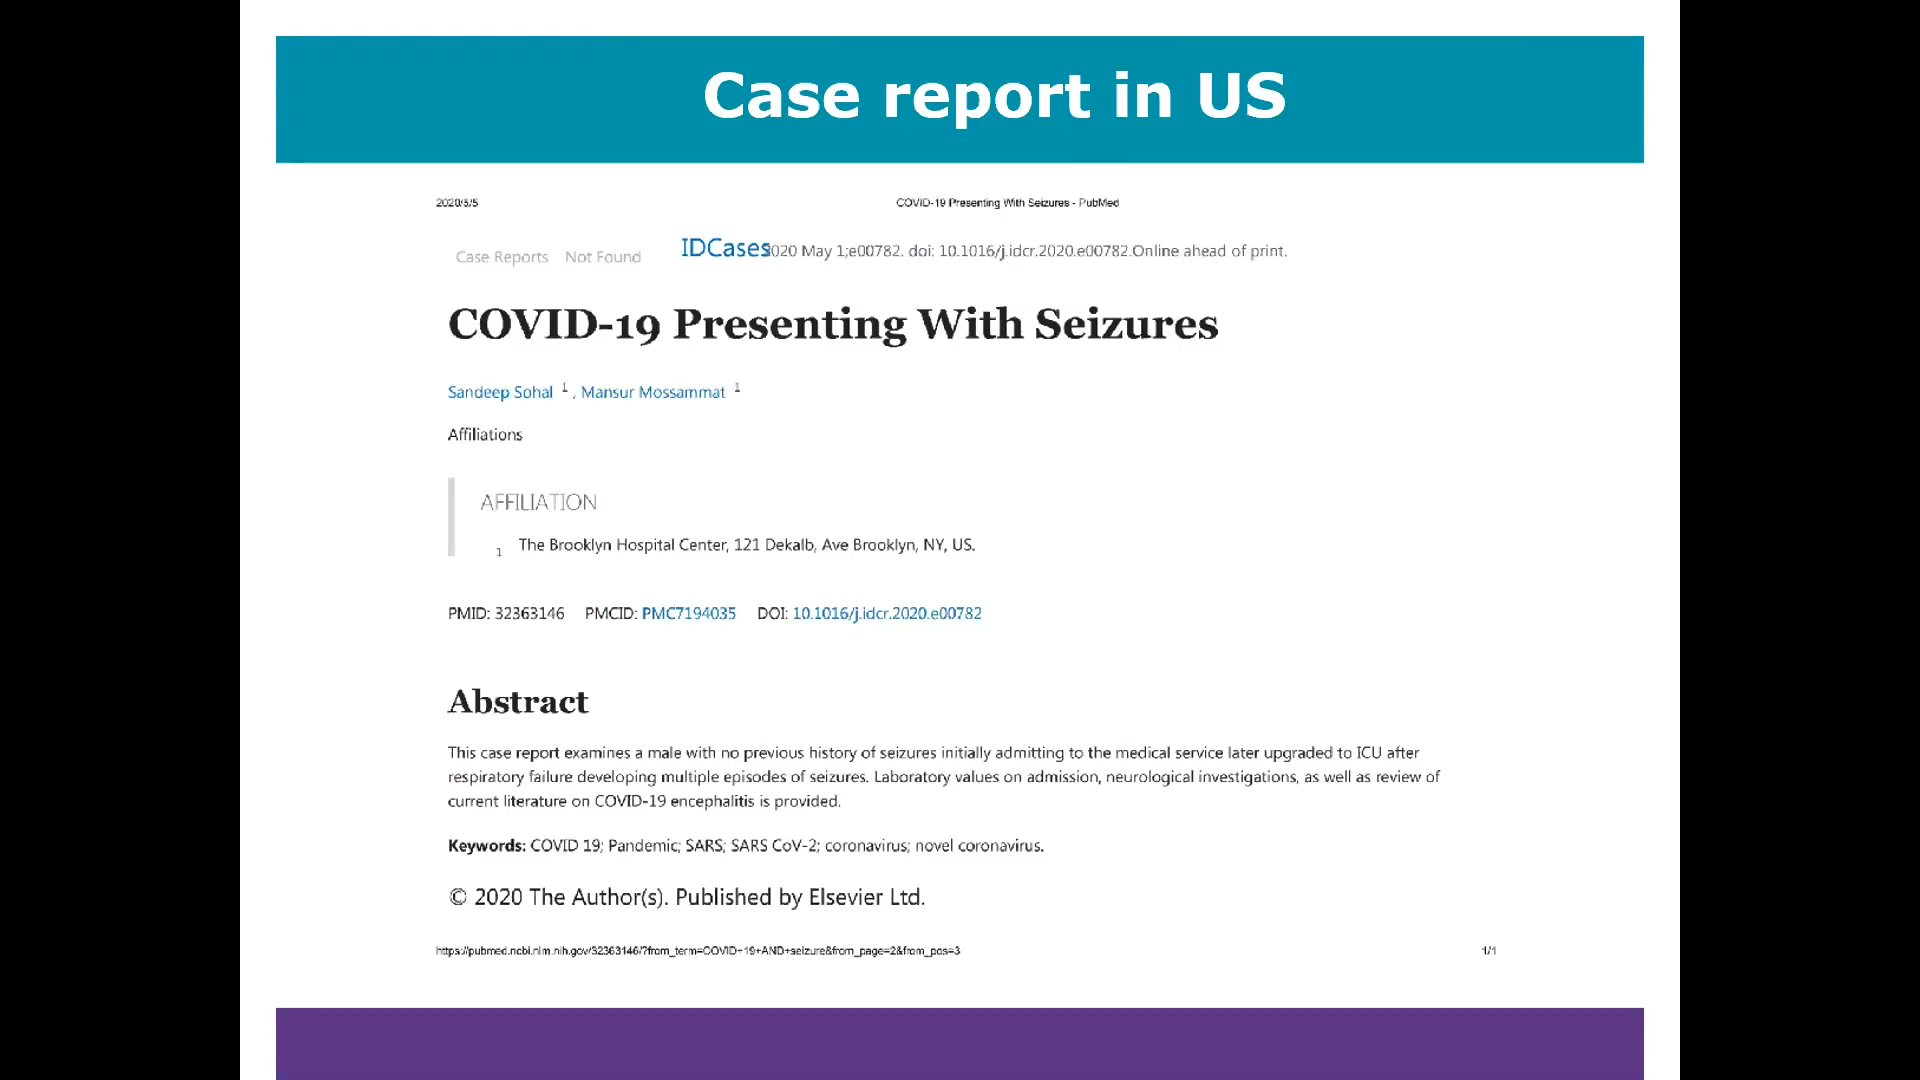 Case report in US
2020/5/5 COVID-19 Presenting With Seizures - PubMed
Case Reports Not Found IDCases 2020 May 1;e00782. doi: 10.1016/j.idcr.2020.e00782.Online ahead of print.
COVID-19 Presenting With Seizures
Sandeep Sohal 1 , Mansur Mossammat 1
Affiliations
AFFILIATION
1 The Brooklyn Hospital Center, 121 Dekalb, Ave Brooklyn, NY, US.
PMID: 32363146 PMCID: PMC7194035 DOI: 10.1016/j.idcr.2020.e00782
Abstract
This case report examines a male with no previous history of seizures initially admitting to the medical service later upgraded to ICU after
respiratory failure developing multiple episodes of seizures. Laboratory values on admission, neurological investigations, as well as review of
current literature on COVID-19 encephalitis is provided.
Keywords: COVID 19; Pandemic; SARS; SARS CoV-2; coronavirus; novel coronavirus.
© 2020 The Author(s). Published by Elsevier Ltd.
https://pubmed.ncbi.nlm.nih.gov/32363146/?from_term=COVID+19+AND+seizure&from_page=2&from_pos=3 1/1